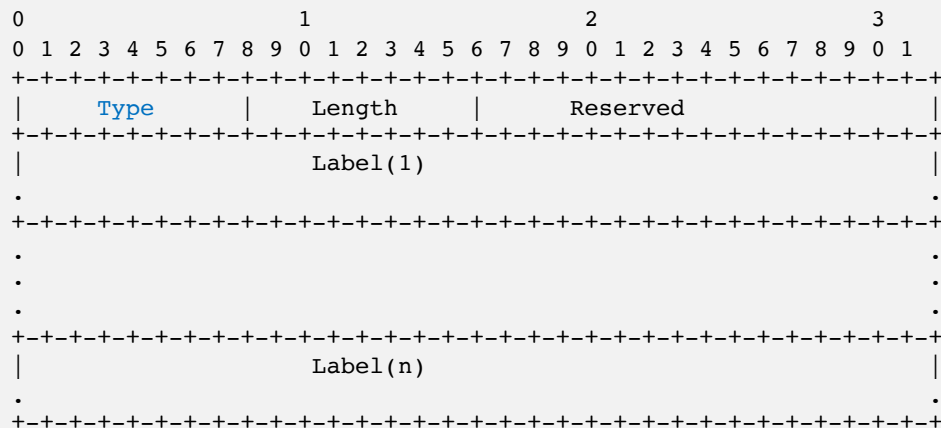 0                   1                   2                   3
0 1 2 3 4 5 6 7 8 9 0 1 2 3 4 5 6 7 8 9 0 1 2 3 4 5 6 7 8 9 0 1
+-+-+-+-+-+-+-+-+-+-+-+-+-+-+-+-+-+-+-+-+-+-+-+-+-+-+-+-+-+-+-+-+
|     Type      |    Length     |      Reserved                 |
+-+-+-+-+-+-+-+-+-+-+-+-+-+-+-+-+-+-+-+-+-+-+-+-+-+-+-+-+-+-+-+-+
|                    Label(1)                                   |
.                                                               .
+-+-+-+-+-+-+-+-+-+-+-+-+-+-+-+-+-+-+-+-+-+-+-+-+-+-+-+-+-+-+-+-+
.                                                               .
.                                                               .
.                                                               .
+-+-+-+-+-+-+-+-+-+-+-+-+-+-+-+-+-+-+-+-+-+-+-+-+-+-+-+-+-+-+-+-+
|                    Label(n)                                   |
.                                                               .
+-+-+-+-+-+-+-+-+-+-+-+-+-+-+-+-+-+-+-+-+-+-+-+-+-+-+-+-+-+-+-+-+